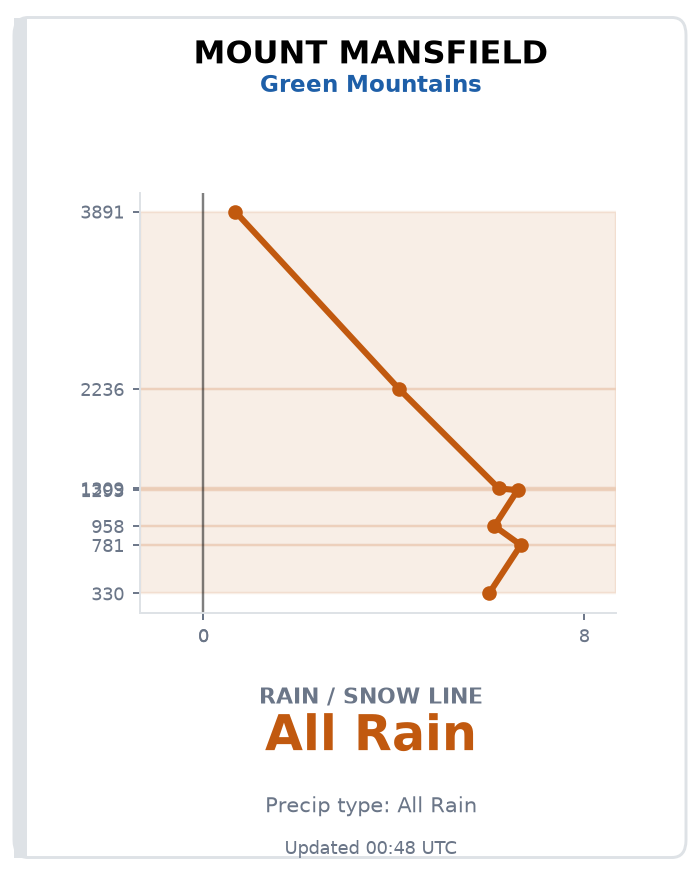 MOUNT MANSFIELD
Green Mountains
3891
2236
958
781
330
0 8
RAIN / SNOW LINE
All Rain
Precip type: All Rain
Updated 00:48 UTC